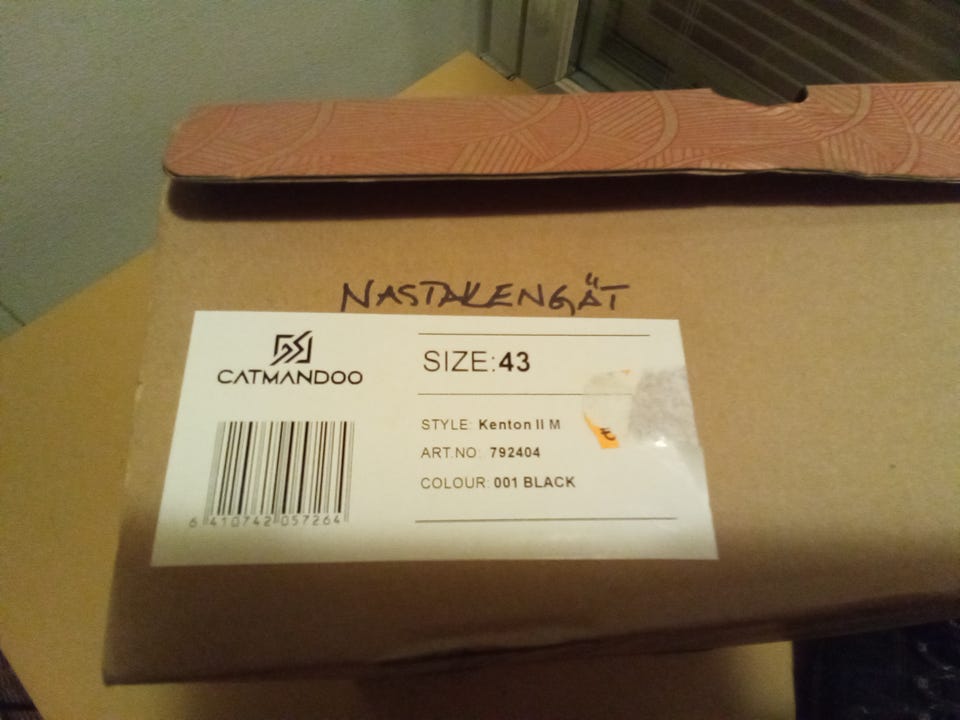 NASTAKENGÄT
CATMANDOO
6 410742 057264
SIZE:43
STYLE: Kenton II M
ART.NO: 792404
COLOUR: 001 BLACK
€